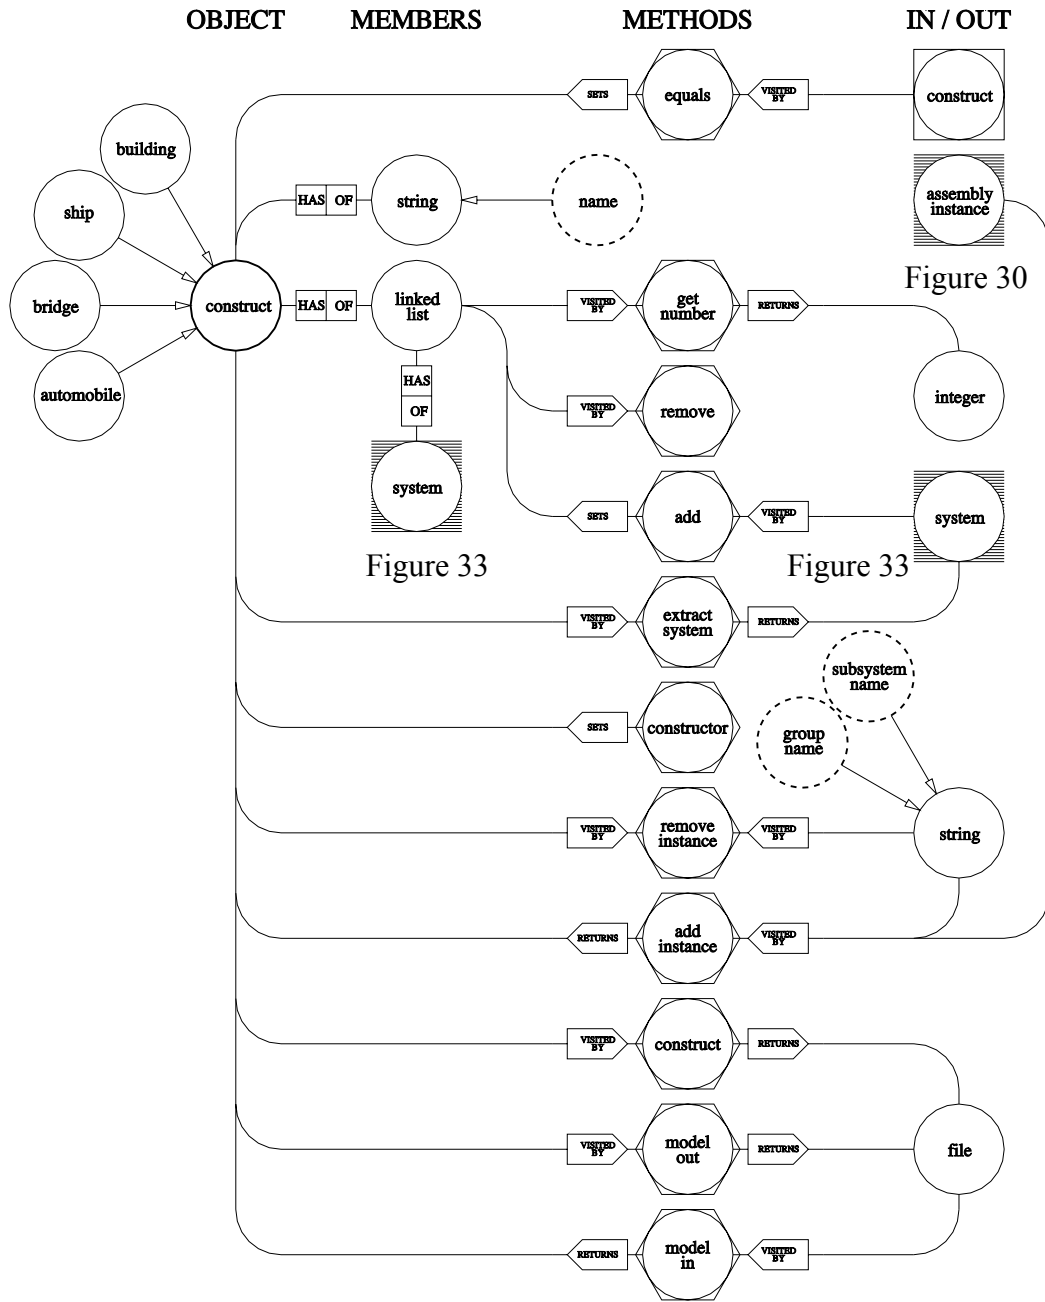 OBJECT MEMBERS METHODS IN / OUT
SETS equals VISITED BY construct
building
ship
bridge
automobile
construct
HAS OF string name
assembly
instance
Figure 30
HAS OF linked
list
VISITED
BY
get
number
RETURNS
integer
HAS
OF
system
Figure 33
VISITED
BY
remove
SETS add VISITED
BY
system
Figure 33
VISITED
BY
extract
system
RETURNS
subsystem
name
group
name
SETS constructor
VISITED
BY
remove
instance
VISITED
BY
string
RETURNS add
instance
VISITED
BY
VISITED
BY
construct RETURNS
VISITED
BY
model
out
RETURNS
file
RETURNS model
in
VISITED
BY